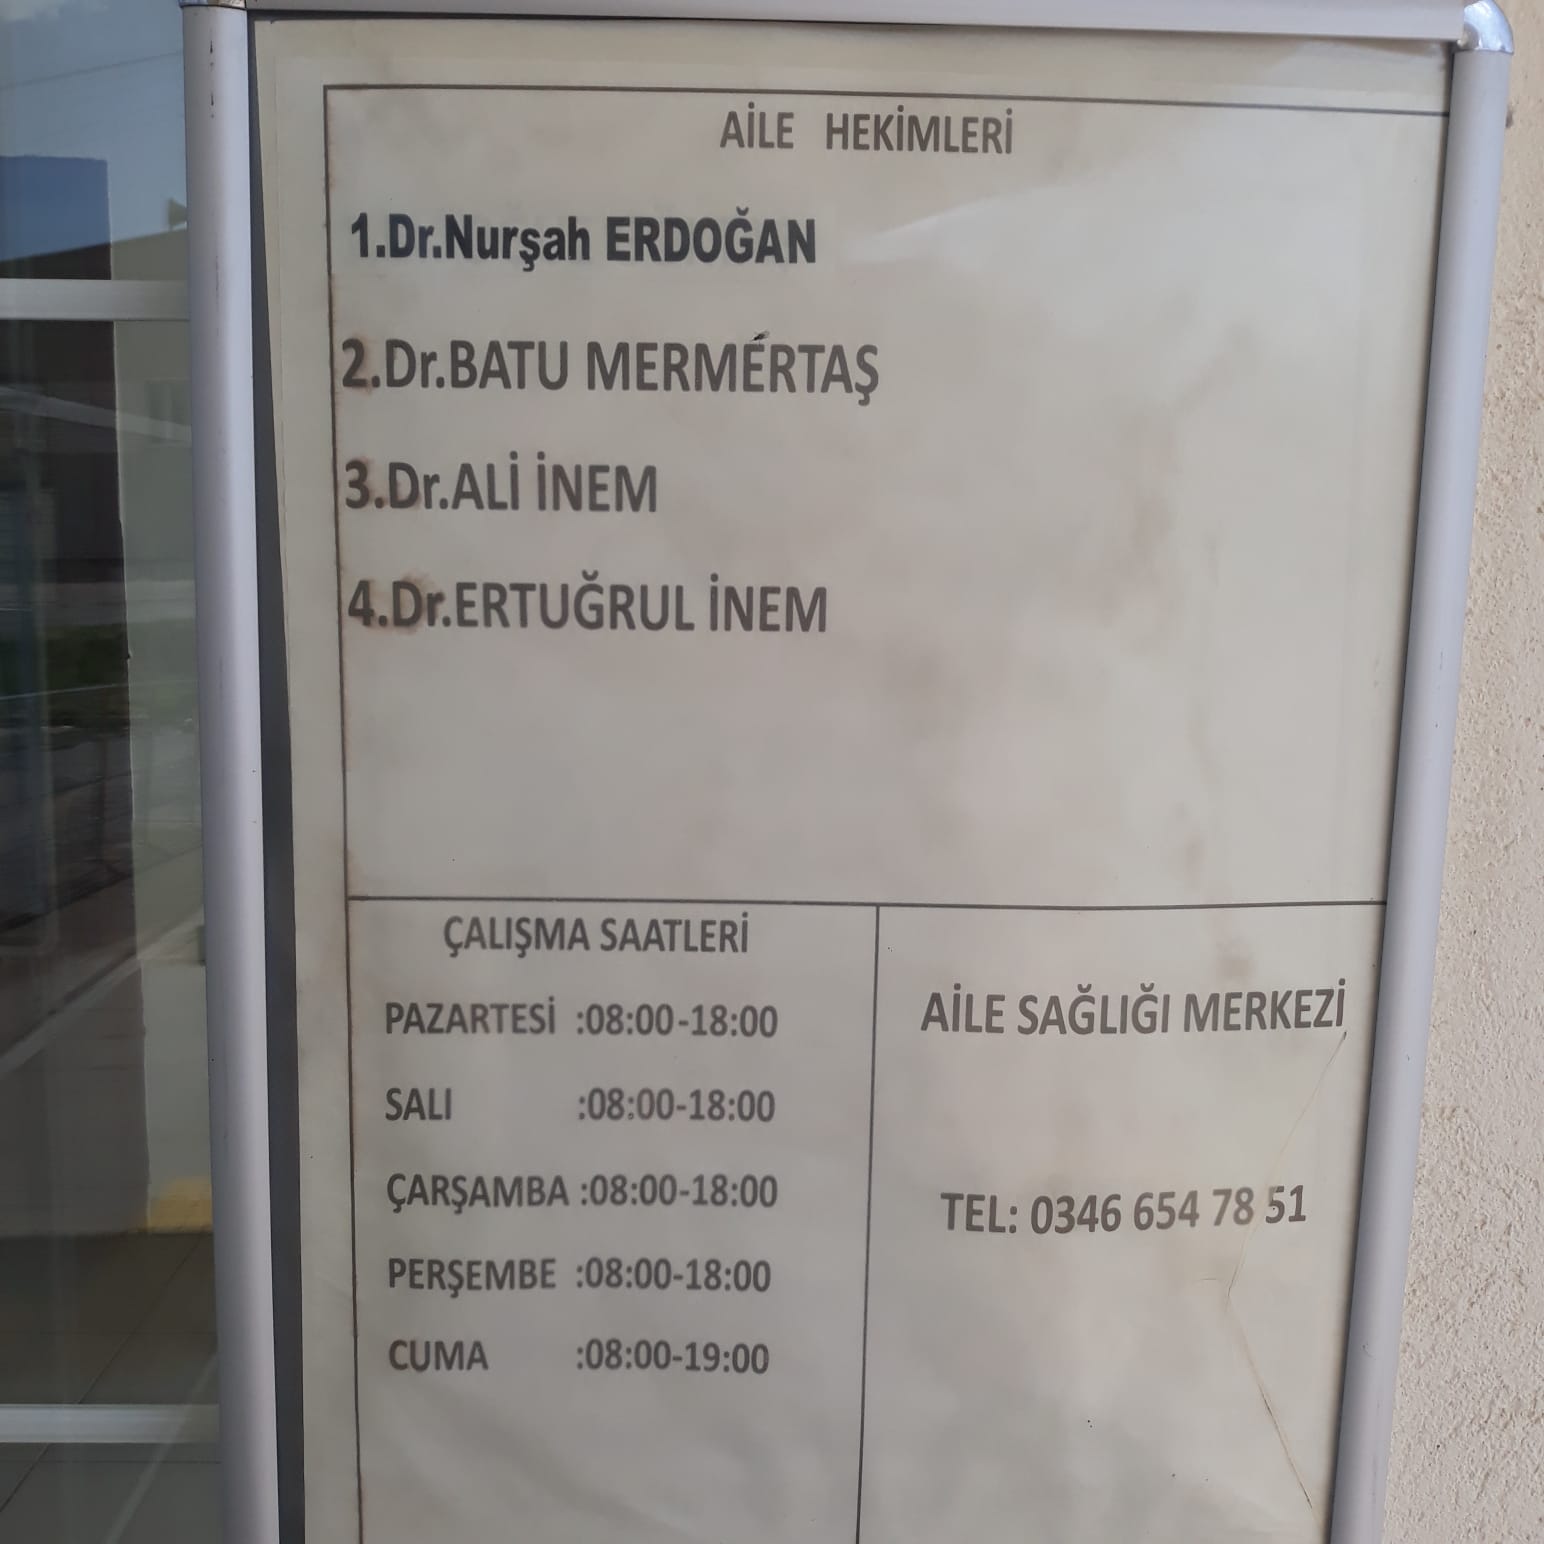 AİLE HEKİMLERİ
1.Dr.Nurşah ERDOĞAN
2.Dr.BATU MERMERTAŞ
3.Dr.ALİ İNEM
4.Dr.ERTUĞRUL İNEM
ÇALIŞMA SAATLERİ
PAZARTESİ :08:00-18:00
SALI :08:00-18:00
ÇARŞAMBA :08:00-18:00
PERŞEMBE :08:00-18:00
CUMA :08:00-19:00
AİLE SAĞLIĞI MERKEZİ
TEL: 0346 654 78 51